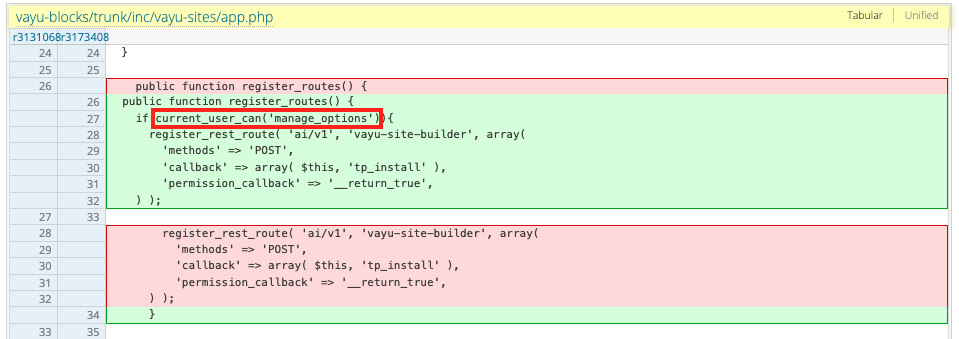 vayu-blocks/trunk/inc/vayu-sites/app.php
Tabular | Unified
r3131068 r3173408
24 24 }
25 25
26 public function register_routes() {
26 public function register_routes() {
27 if(current_user_can('manage_options')){
28 register_rest_route( 'ai/v1', 'vayu-site-builder', array(
29 'methods' => 'POST',
30 'callback' => array( $this, 'tp_install' ),
31 'permission_callback' => '__return_true',
32 ) );
27 33
28 register_rest_route( 'ai/v1', 'vayu-site-builder', array(
29 'methods' => 'POST',
30 'callback' => array( $this, 'tp_install' ),
31 'permission_callback' => '__return_true',
32 ) );
34 }
33 35